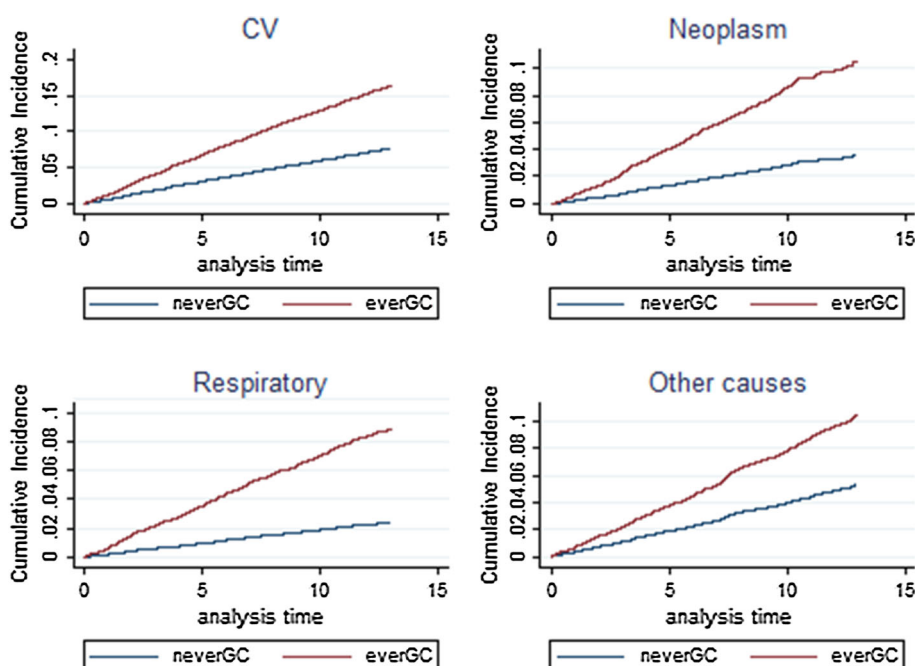 CV
Cumulative Incidence
0 .05 .1 .15 .2
0 5 10 15
analysis time
neverGC everGC
Neoplasm
Cumulative Incidence
0 .02 .04 .06 .08 .1
0 5 10 15
analysis time
neverGC everGC
Respiratory
Cumulative Incidence
0 .02 .04 .06 .08 .1
0 5 10 15
analysis time
neverGC everGC
Other causes
Cumulative Incidence
0 .02 .04 .06 .08 .1
0 5 10 15
analysis time
neverGC everGC